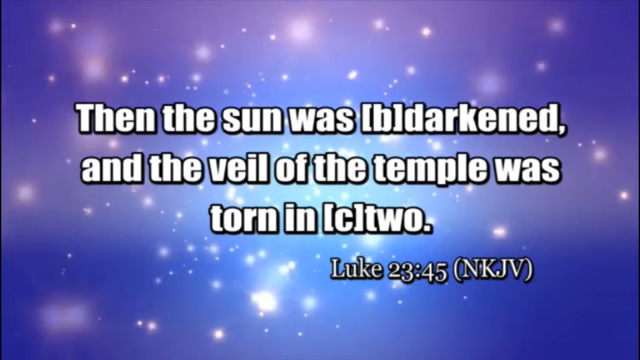 Then the sun was [b]darkened,
and the veil of the temple was
torn in [c]two.
Luke 23:45 (NKJV)